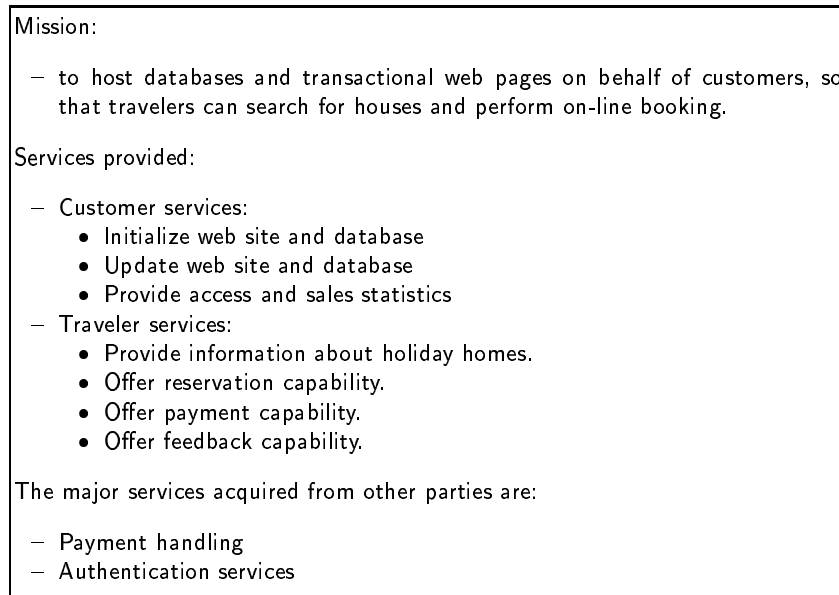 Mission:
– to host databases and transactional web pages on behalf of customers, so
that travelers can search for houses and perform on-line booking.
Services provided:
– Customer services:
• Initialize web site and database
• Update web site and database
• Provide access and sales statistics
– Traveler services:
• Provide information about holiday homes.
• Offer reservation capability.
• Offer payment capability.
• Offer feedback capability.
The major services acquired from other parties are:
– Payment handling
– Authentication services